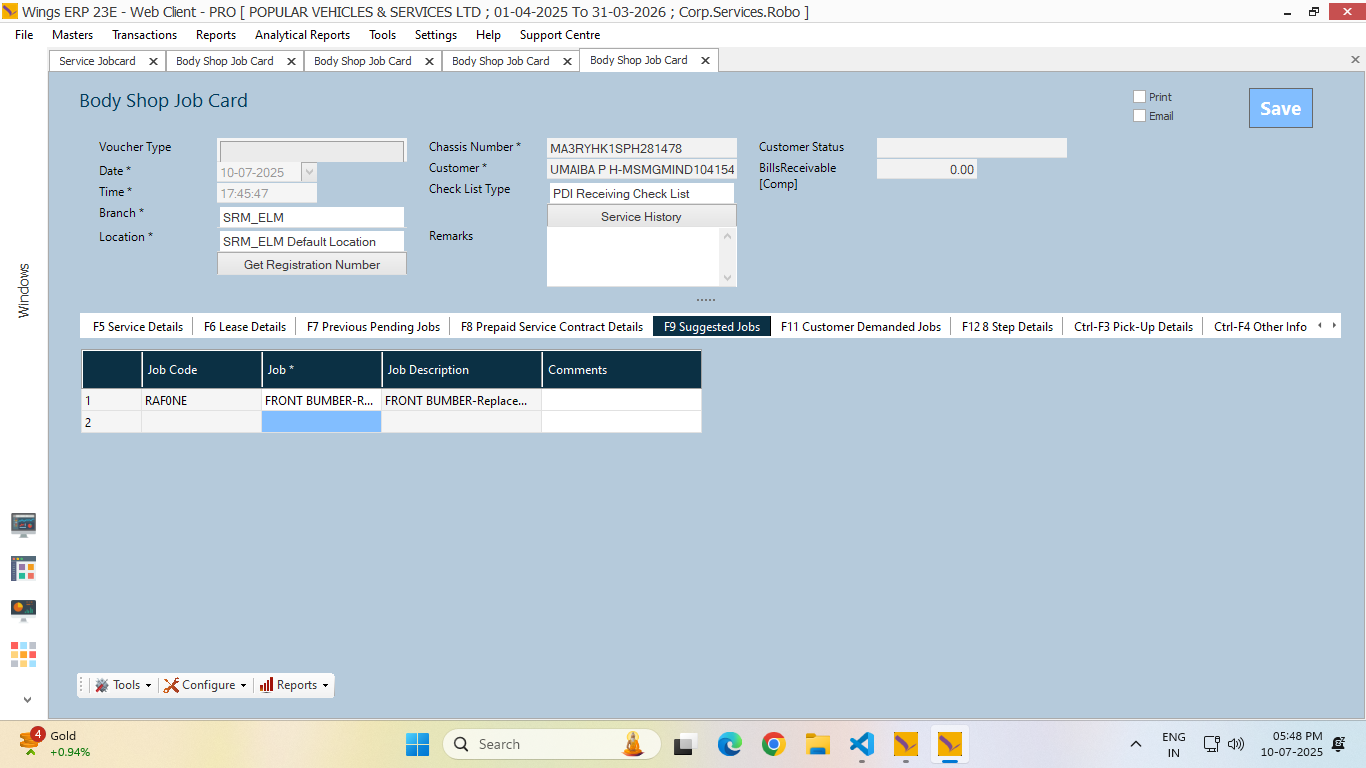 Wings ERP 23E - Web Client - PRO [ POPULAR VEHICLES & SERVICES LTD ; 01-04-2025 To 31-03-2026 ; Corp.Services.Robo ]
File Masters Transactions Reports Analytical Reports Tools Settings Help Support Centre
Service Jobcard Body Shop Job Card Body Shop Job Card Body Shop Job Card Body Shop Job Card
Body Shop Job Card
Print
Email
Save
Voucher Type
Date * 10-07-2025
Time * 17:45:47
Branch * SRM_ELM
Location * SRM_ELM Default Location
Get Registration Number
Chassis Number * MA3RYHK1SPH281478
Customer * UMAIBA P H-MSMGMIND104154
Check List Type PDI Receiving Check List
Service History
Remarks
Customer Status
BillsReceivable 0.00
[Comp]
Windows
F5 Service Details F6 Lease Details F7 Previous Pending Jobs F8 Prepaid Service Contract Details F9 Suggested Jobs F11 Customer Demanded Jobs F12 8 Step Details Ctrl-F3 Pick-Up Details Ctrl-F4 Other Info
Job Code Job * Job Description Comments
1 RAF0NE FRONT BUMBER-R... FRONT BUMBER-Replace...
2
Tools Configure Reports
4
Gold
+0.94%
Search
ENG
IN
05:48 PM
10-07-2025